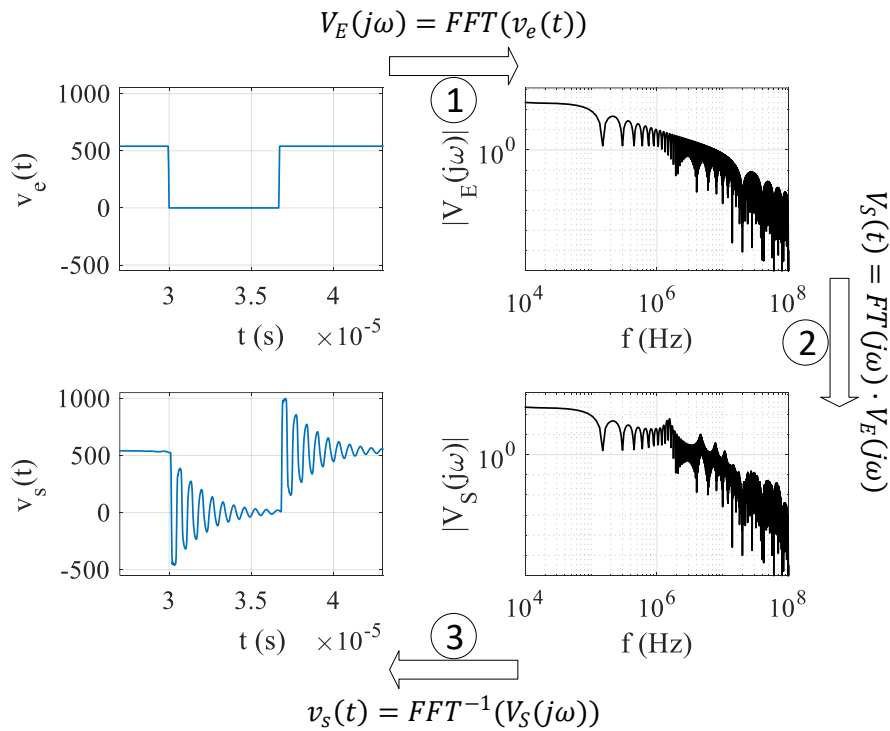 V_E(jω) = FFT(v_e(t))
1
1000
500
0
-500
v_e(t)
3
3.5
4
t (s)
×10^-5
|V_E(jω)|
10^0
10^4
10^6
10^8
f (Hz)
V_S(t) = FT(jω) · V_E(jω)
2
1000
500
0
-500
v_s(t)
3
3.5
4
t (s)
×10^-5
|V_S(jω)|
10^0
10^4
10^6
10^8
f (Hz)
3
v_s(t) = FFT^-1(V_S(jω))